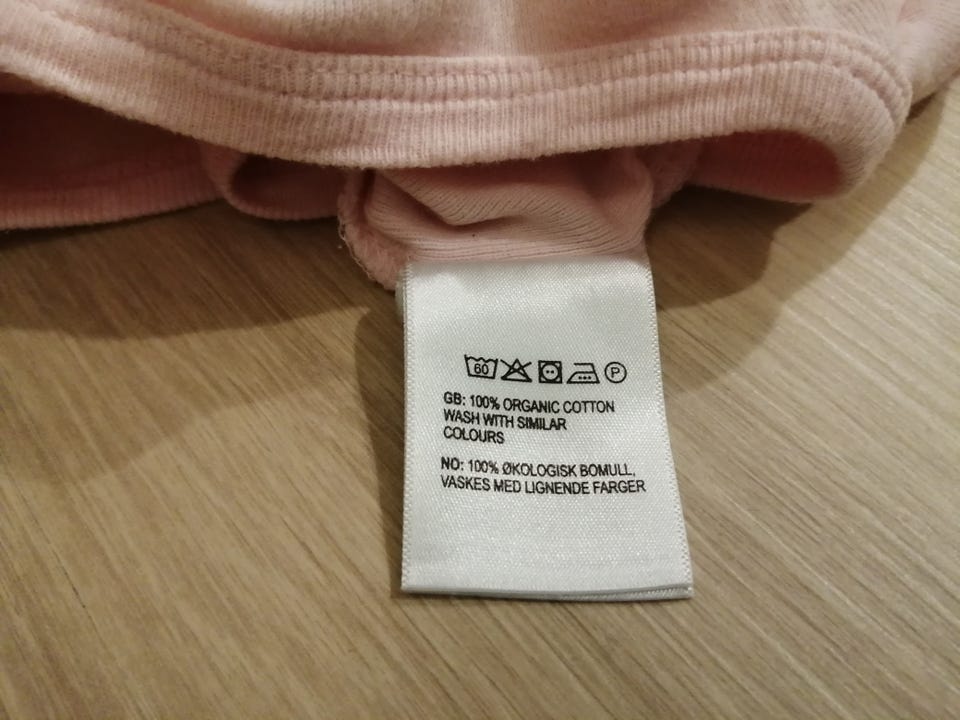 60 P
GB: 100% ORGANIC COTTON
WASH WITH SIMILAR
COLOURS
NO: 100% ØKOLOGISK BOMULL,
VASKES MED LIGNENDE FARGER